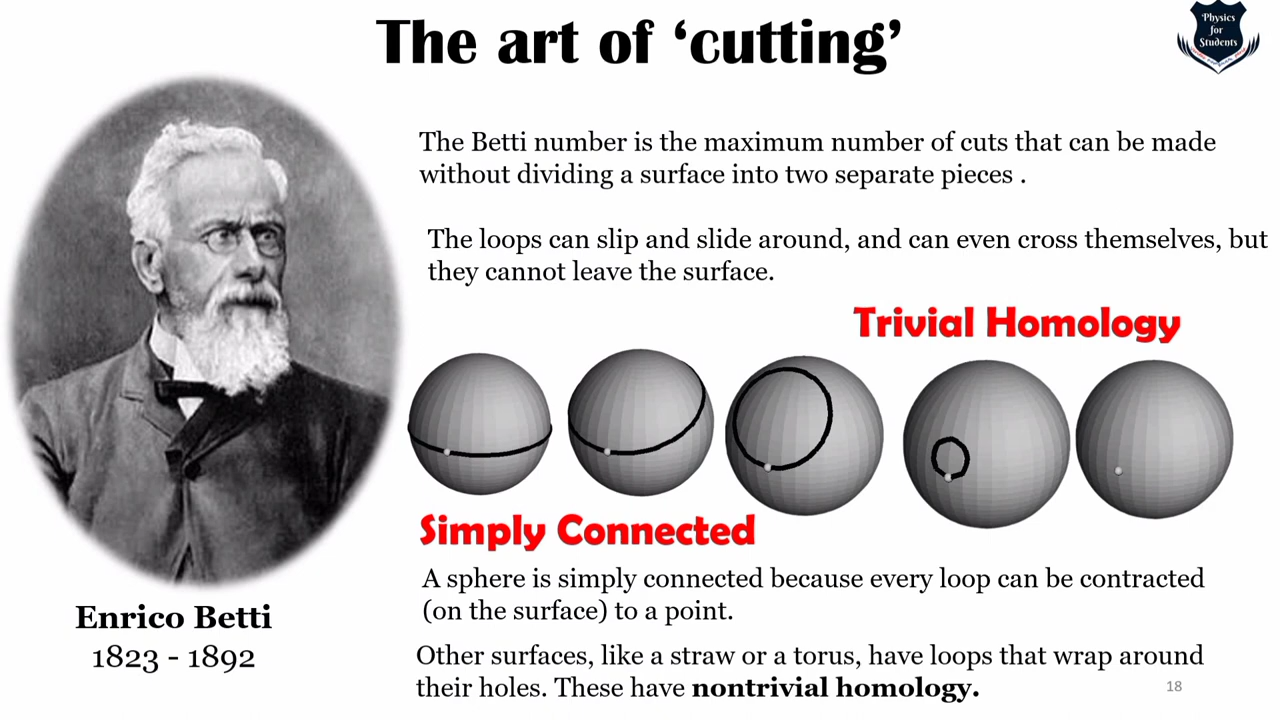 The art of ‘cutting’
Physics
for
Students
The Betti number is the maximum number of cuts that can be made
without dividing a surface into two separate pieces .
The loops can slip and slide around, and can even cross themselves, but
they cannot leave the surface.
Trivial Homology
Simply Connected
A sphere is simply connected because every loop can be contracted
(on the surface) to a point.
Enrico Betti
1823 - 1892
Other surfaces, like a straw or a torus, have loops that wrap around
their holes. These have nontrivial homology.
18